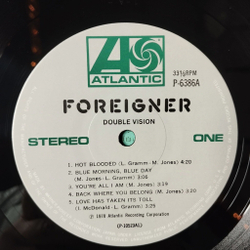 ATLANTIC
33⅓RPM
P-6386A
FOREIGNER
DOUBLE VISION
STEREO
ONE
1. HOT BLOODED (L. Gramm - M. Jones) 4:20
2. BLUE MORNING, BLUE DAY
(M. Jones - L. Gramm) 3:08
3. YOU'RE ALL I AM (M. Jones) 3:19
4. BACK WHERE YOU BELONG (M. Jones) 3:20
5. LOVE HAS TAKEN ITS TOLL
(I. McDonald - L. Gramm) 3:29
℗ 1978 Atlantic Recording Corporation